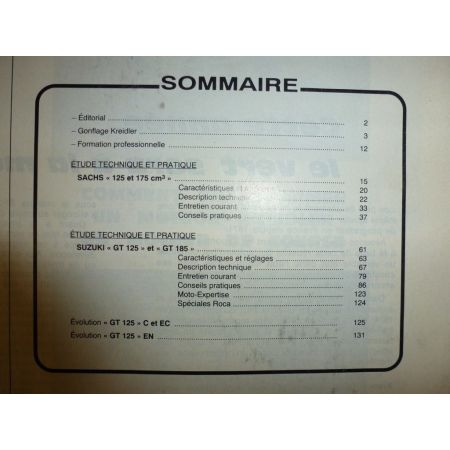 SOMMAIRE
– Éditorial 2
– Gonflage Kreidler 3
– Formation professionnelle 12
ÉTUDE TECHNIQUE ET PRATIQUE
SACHS « 125 et 175 cm³ » 15
Caractéristiques 20
Description technique 22
Entretien courant 33
Conseils pratiques 37
ÉTUDE TECHNIQUE ET PRATIQUE
SUZUKI « GT 125 » et « GT 185 » 61
Caractéristiques et réglages 63
Description technique 67
Entretien courant 79
Conseils pratiques 86
Moto-Expertise 123
Spéciales Roca 124
Évolution « GT 125 » C et EC 125
Évolution « GT 125 » EN 131